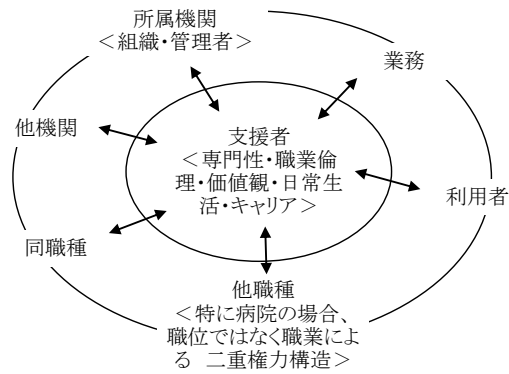 所属機関
＜組織・管理者＞
業務
他機関
支援者
＜専門性・職業倫
理・価値観・日常生
活・キャリア＞
利用者
同職種
他職種
＜特に病院の場合、
職位ではなく職業によ
る　二重権力構造＞